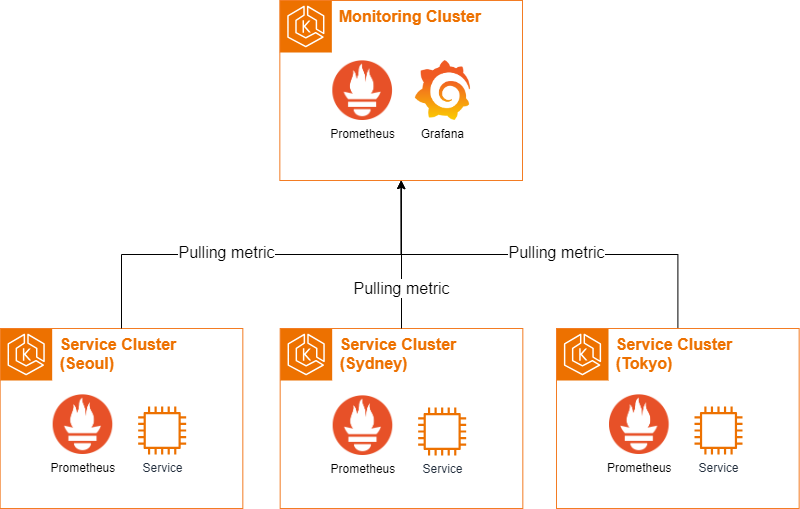 Monitoring Cluster
Prometheus
Grafana
Pulling metric
Pulling metric
Pulling metric
Service Cluster
(Seoul)
Prometheus
Service
Service Cluster
(Sydney)
Prometheus
Service
Service Cluster
(Tokyo)
Prometheus
Service